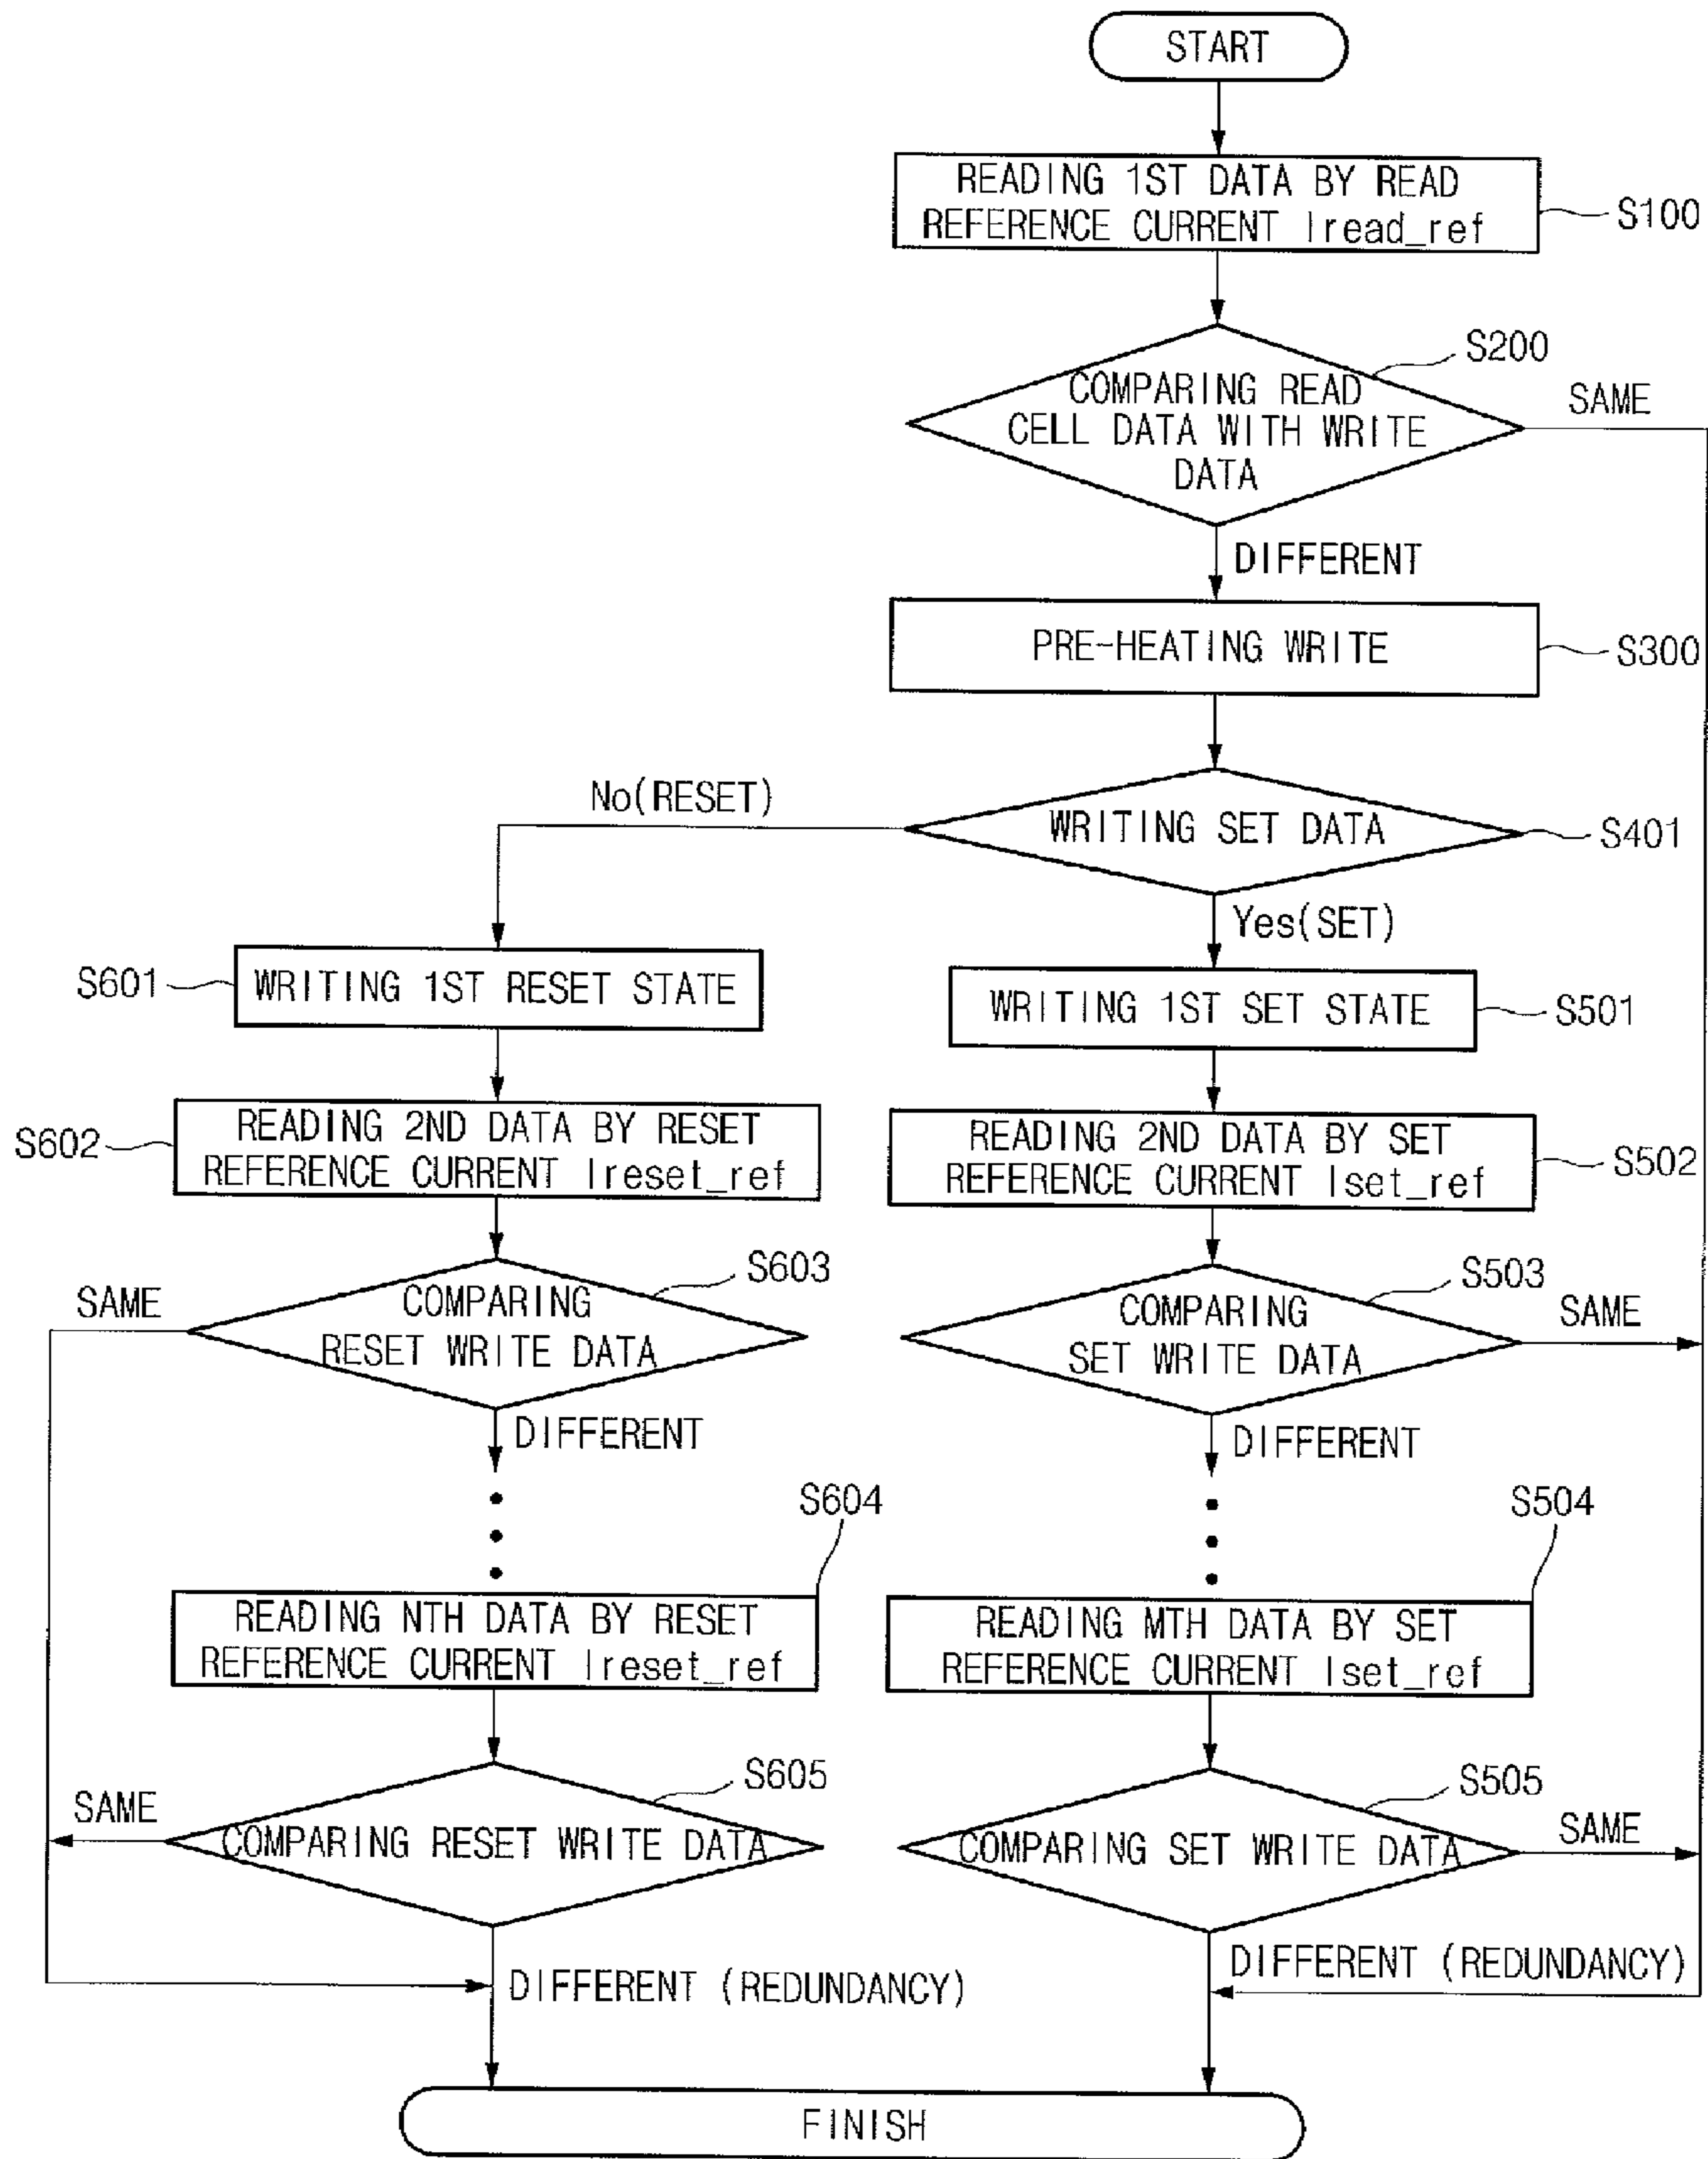 START
READING 1ST DATA BY READ
REFERENCE CURRENT Iread_ref
S100
S200
COMPARING READ
CELL DATA WITH WRITE
DATA
SAME
DIFFERENT
PRE-HEATING WRITE
S300
No(RESET)
WRITING SET DATA
S401
Yes(SET)
S601
WRITING 1ST RESET STATE
WRITING 1ST SET STATE
S501
S602
READING 2ND DATA BY RESET
REFERENCE CURRENT Ireset_ref
READING 2ND DATA BY SET
REFERENCE CURRENT Iset_ref
S502
S603
SAME
COMPARING
RESET WRITE DATA
S503
COMPARING
SET WRITE DATA
SAME
DIFFERENT
DIFFERENT
S604
S504
READING NTH DATA BY RESET
REFERENCE CURRENT Ireset_ref
READING MTH DATA BY SET
REFERENCE CURRENT Iset_ref
S605
SAME
COMPARING RESET WRITE DATA
S505
COMPARING SET WRITE DATA
SAME
DIFFERENT (REDUNDANCY)
DIFFERENT (REDUNDANCY)
FINISH